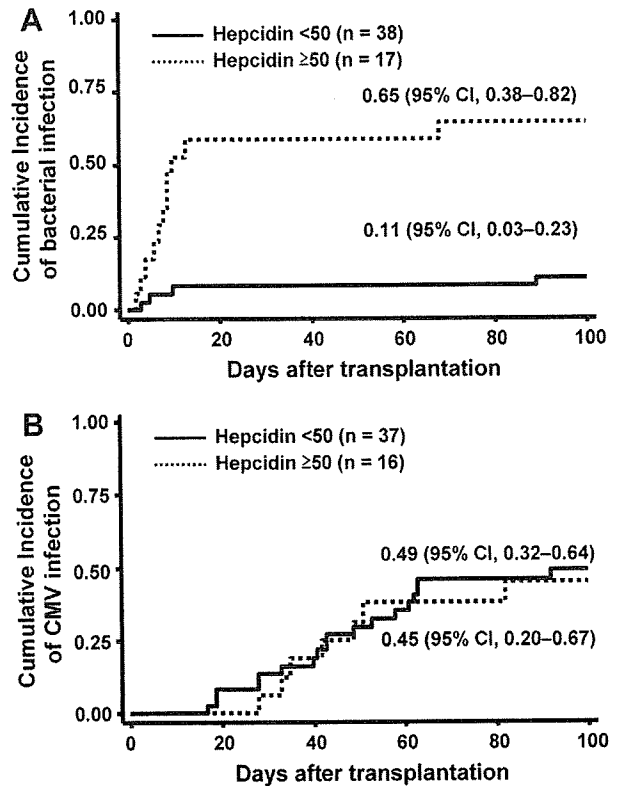 A
Cumulative Incidence
of bacterial infection
1.00
0.75
0.50
0.25
0.00
Hepcidin <50 (n = 38)
Hepcidin ≥50 (n = 17)
0.65 (95% CI, 0.38–0.82)
0.11 (95% CI, 0.03–0.23)
0 20 40 60 80 100
Days after transplantation
B
Cumulative Incidence
of CMV infection
1.00
0.75
0.50
0.25
0.00
Hepcidin <50 (n = 37)
Hepcidin ≥50 (n = 16)
0.49 (95% CI, 0.32–0.64)
0.45 (95% CI, 0.20–0.67)
0 20 40 60 80 100
Days after transplantation